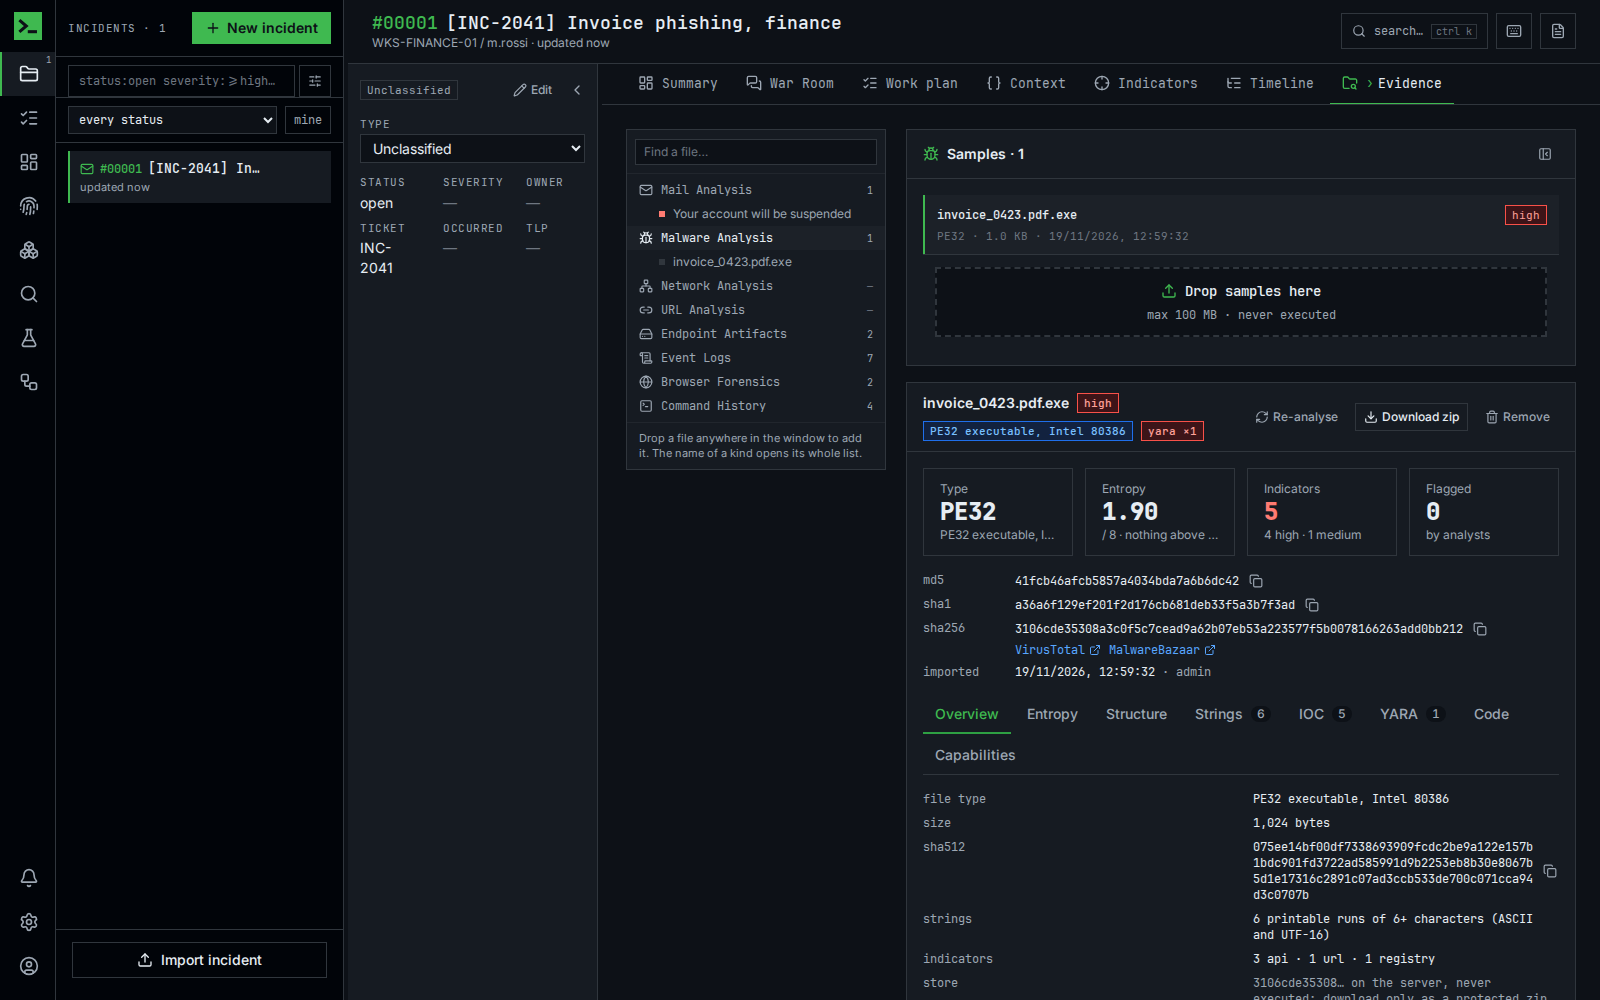 1
INCIDENTS · 1
New incident
status:open severity:≥high…
every status
mine
#00001 [INC-2041] In…
updated now
Import incident
#00001 [INC-2041] Invoice phishing, finance
WKS-FINANCE-01 / m.rossi · updated now
search… ctrl k
Unclassified
Edit
TYPE
Unclassified
STATUS SEVERITY OWNER
open — —
TICKET OCCURRED TLP
INC-2041 — —
Summary
War Room
Work plan
Context
Indicators
Timeline
› Evidence
Find a file…
Mail Analysis 1
Your account will be suspended
Malware Analysis 1
invoice_0423.pdf.exe
Network Analysis –
URL Analysis –
Endpoint Artifacts 2
Event Logs 7
Browser Forensics 2
Command History 4
Drop a file anywhere in the window to add
it. The name of a kind opens its whole list.
Samples · 1
invoice_0423.pdf.exe high
PE32 · 1.0 KB · 19/11/2026, 12:59:32
Drop samples here
max 100 MB · never executed
invoice_0423.pdf.exe high
PE32 executable, Intel 80386 yara ×1
Re-analyse
Download zip
Remove
Type
PE32
PE32 executable, I…
Entropy
1.90
/ 8 · nothing above …
Indicators
5
4 high · 1 medium
Flagged
0
by analysts
md5 41fcb46afcb5857a4034bda7a6b6dc42
sha1 a36a6f129ef201f2d176cb681deb33f5a3b7f3ad
sha256 3106cde35308a3c0f5c7cead9a62b07eb53a223577f5b0078166263add0bb212
VirusTotal MalwareBazaar
imported 19/11/2026, 12:59:32 · admin
Overview
Entropy
Structure
Strings 6
IOC 5
YARA 1
Code
Capabilities
file type PE32 executable, Intel 80386
size 1,024 bytes
sha512 075ee14bf00df7338693909fcdc2be9a122e157b
1bdc901fd3722ad585991d9b2253eb8b30e8067b
5d1e17316c2891c07ad3ccb533de700c071cca94
d3c0707b
strings 6 printable runs of 6+ characters (ASCII
and UTF-16)
indicators 3 api · 1 url · 1 registry
store 3106cde35308… on the server, never
executed; download only as a protected zip